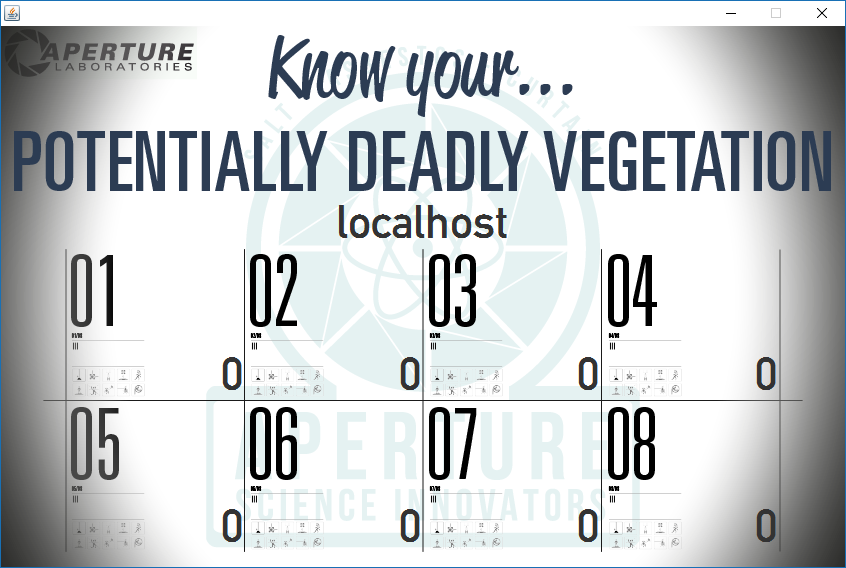 APERTURE
LABORATORIES
Know your...
POTENTIALLY DEADLY VEGETATION
localhost
01 02 03 04
0 0 0 0
05 06 07 08
0 0 0 0
APERTURE
SCIENCE INNOVATORS